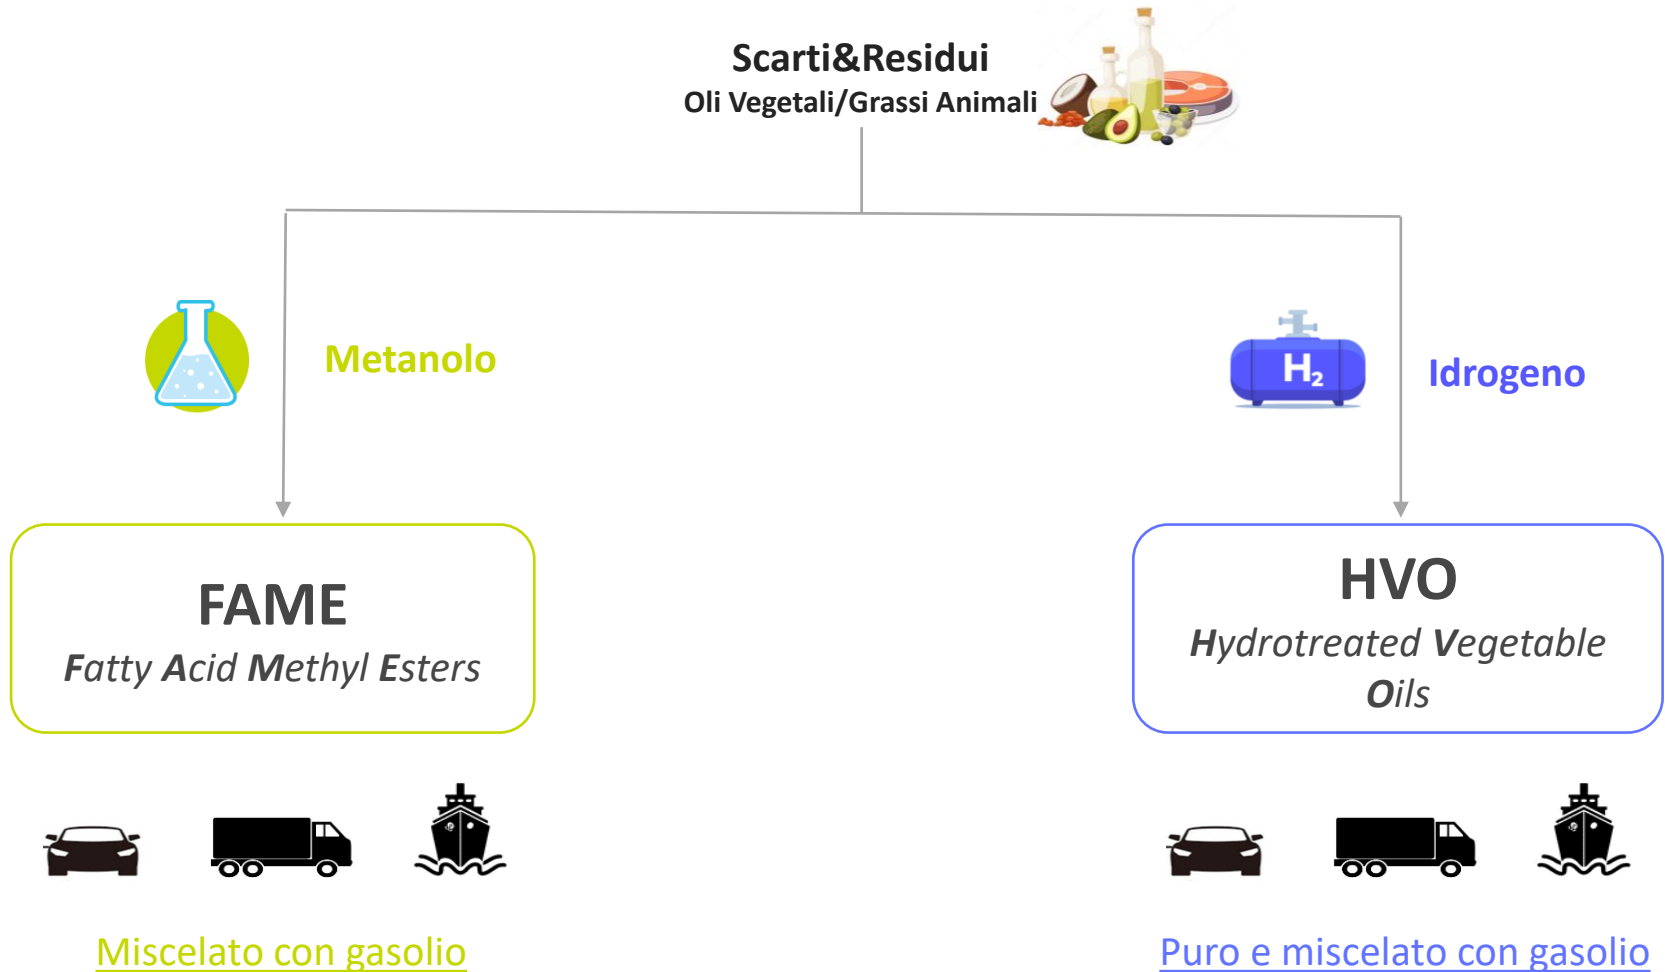 Scarti&Residui
Oli Vegetali/Grassi Animali
Metanolo
H₂
Idrogeno
FAME
Fatty Acid Methyl Esters
HVO
Hydrotreated Vegetable
Oils
Miscelato con gasolio
Puro e miscelato con gasolio